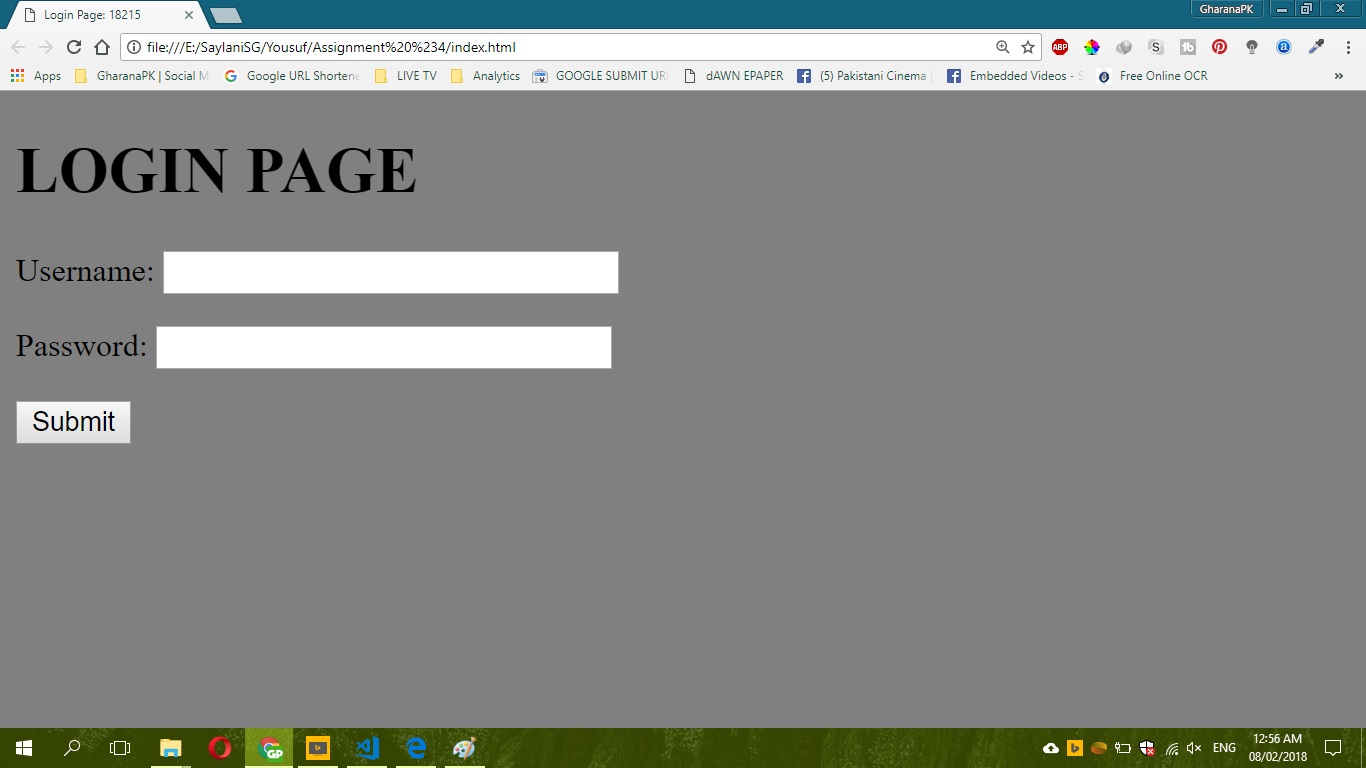 Login Page: 18215
GharanaPK
file:///E:/SaylaniSG/Yousuf/Assignment%20%234/index.html
ABP
S
a
Apps GharanaPK | Social M Google URL Shortene LIVE TV Analytics GOOGLE SUBMIT UR dAWN EPAPER (5) Pakistani Cinema Embedded Videos - S Free Online OCR »
LOGIN PAGE
Username:
Password:
Submit
GP
ENG
12:56 AM
08/02/2018